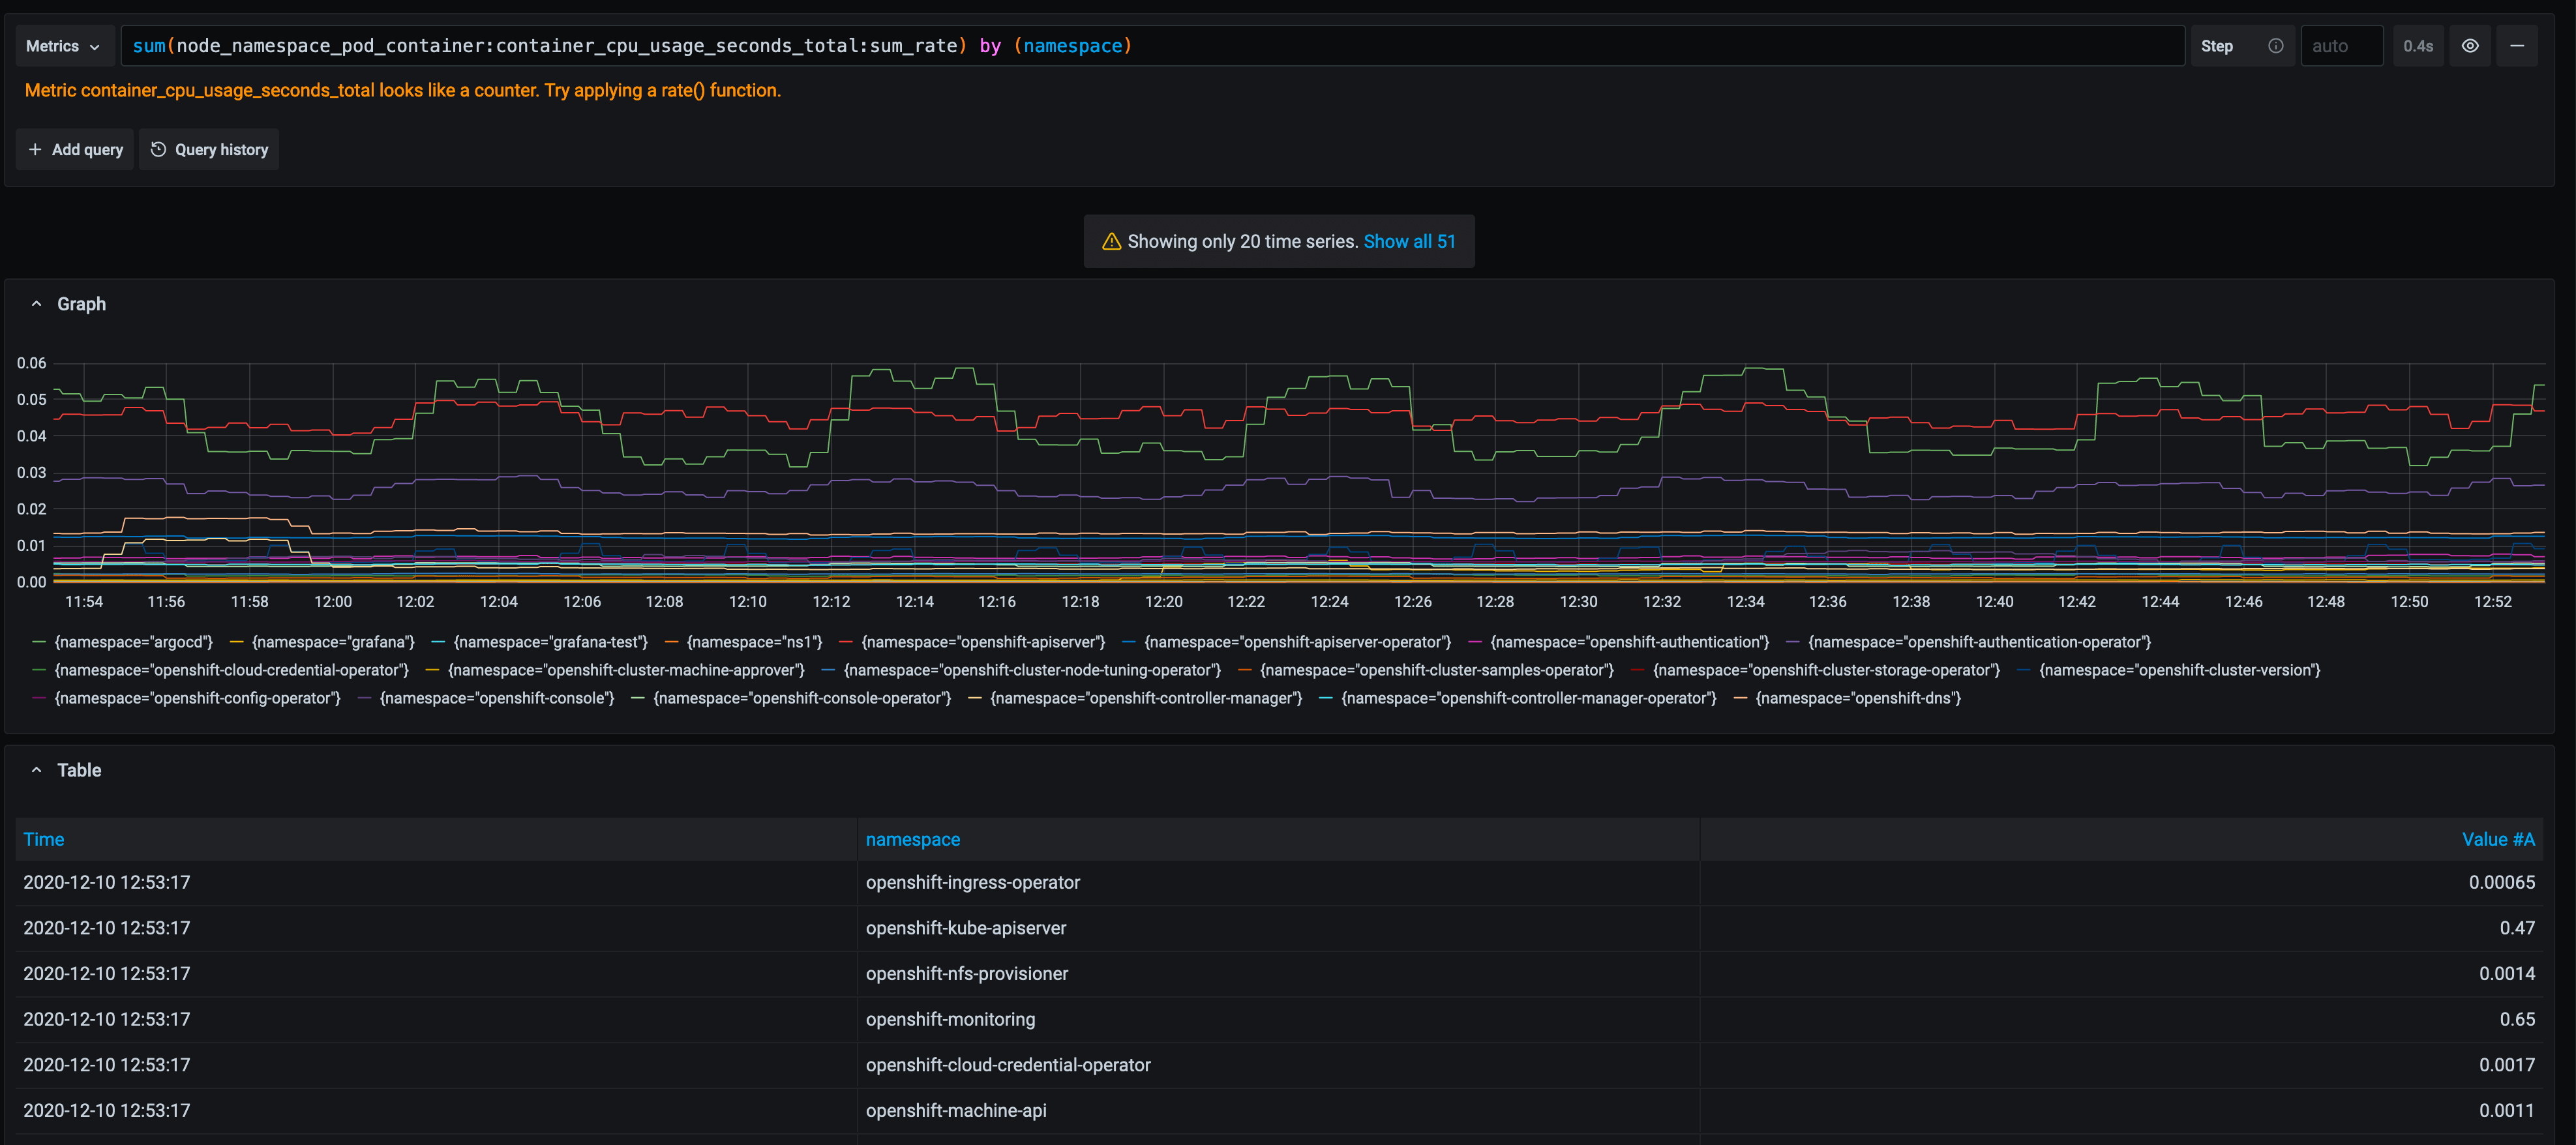 Metrics sum(node_namespace_pod_container:container_cpu_usage_seconds_total:sum_rate) by (namespace) Step auto 0.4s
Metric container_cpu_usage_seconds_total looks like a counter. Try applying a rate() function.
Add query Query history
Showing only 20 time series. Show all 51
Graph
0.06
0.05
0.04
0.03
0.02
0.01
0.00
11:54 11:56 11:58 12:00 12:02 12:04 12:06 12:08 12:10 12:12 12:14 12:16 12:18 12:20 12:22 12:24 12:26 12:28 12:30 12:32 12:34 12:36 12:38 12:40 12:42 12:44 12:46 12:48 12:50 12:52
{namespace="argocd"} {namespace="grafana"} {namespace="grafana-test"} {namespace="ns1"} {namespace="openshift-apiserver"} {namespace="openshift-apiserver-operator"} {namespace="openshift-authentication"} {namespace="openshift-authentication-operator"}
{namespace="openshift-cloud-credential-operator"} {namespace="openshift-cluster-machine-approver"} {namespace="openshift-cluster-node-tuning-operator"} {namespace="openshift-cluster-samples-operator"} {namespace="openshift-cluster-storage-operator"} {namespace="openshift-cluster-version"}
{namespace="openshift-config-operator"} {namespace="openshift-console"} {namespace="openshift-console-operator"} {namespace="openshift-controller-manager"} {namespace="openshift-controller-manager-operator"} {namespace="openshift-dns"}
Table
Time namespace Value #A
2020-12-10 12:53:17 openshift-ingress-operator 0.00065
2020-12-10 12:53:17 openshift-kube-apiserver 0.47
2020-12-10 12:53:17 openshift-nfs-provisioner 0.0014
2020-12-10 12:53:17 openshift-monitoring 0.65
2020-12-10 12:53:17 openshift-cloud-credential-operator 0.0017
2020-12-10 12:53:17 openshift-machine-api 0.0011